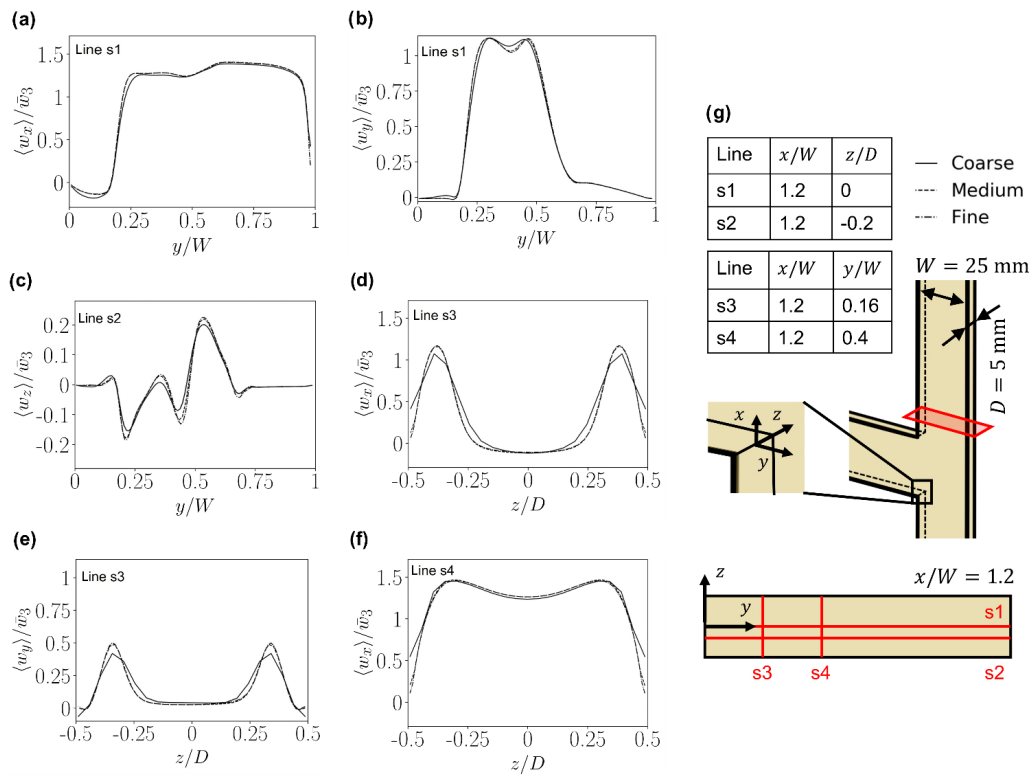 (a)
Line s1
⟨w_x⟩/w̄_3
1.5
1
0.5
0
0
0.25
0.5
0.75
1
y/W
(b)
Line s1
⟨w_y⟩/w̄_3
1
0.75
0.5
0.25
0
0
0.25
0.5
0.75
1
y/W
(c)
Line s2
⟨w_z⟩/w̄_3
0.2
0.1
0
-0.1
-0.2
0
0.25
0.5
0.75
1
y/W
(d)
Line s3
⟨w_x⟩/w̄_3
1.5
1
0.5
0
-0.5
-0.25
0
0.25
0.5
z/D
(e)
Line s3
⟨w_y⟩/w̄_3
1
0.75
0.5
0.25
0
-0.5
-0.25
0
0.25
0.5
z/D
(f)
Line s4
⟨w_x⟩/w̄_3
1.5
1
0.5
0
-0.5
-0.25
0
0.25
0.5
z/D
(g)
Line x/W z/D
s1 1.2 0
s2 1.2 -0.2
Line x/W y/W
s3 1.2 0.16
s4 1.2 0.4
Coarse
Medium
Fine
W = 25 mm
D = 5 mm
x
z
y
z
x/W = 1.2
y
s1
s3
s4
s2